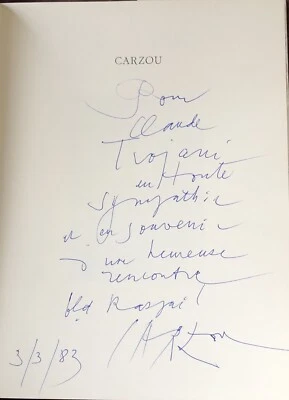 CARZOU
Pour
Claude
Trojani
en toute
sympathie
et en souvenir
d'une heureuse
rencontre
bld Raspail
CARZOU
3/3/83